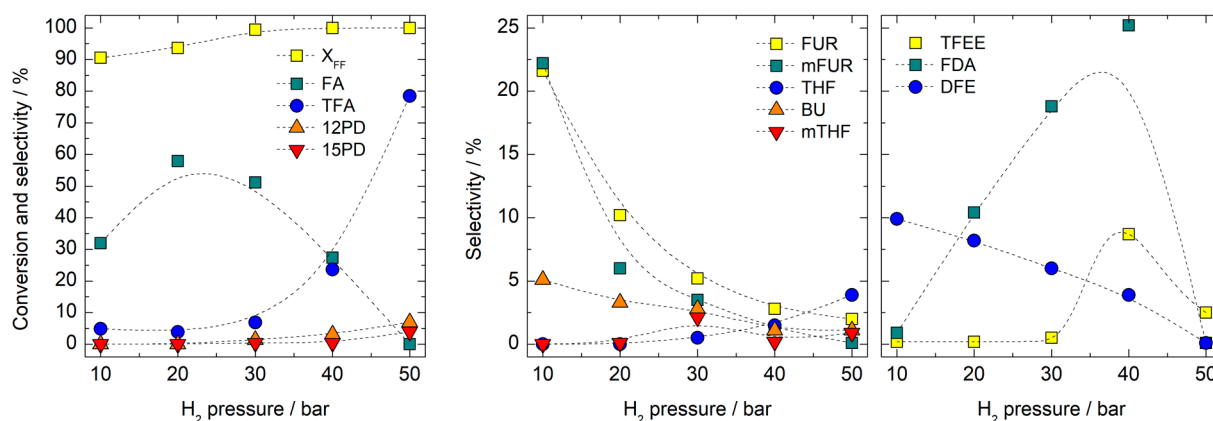 Conversion and selectivity / %
100
90
80
70
60
50
40
30
20
10
0
X_FF
FA
TFA
12PD
15PD
10 20 30 40 50
H₂ pressure / bar
Selectivity / %
25
20
15
10
5
0
FUR
mFUR
THF
BU
mTHF
10 20 30 40 50
H₂ pressure / bar
TFEE
FDA
DFE
10 20 30 40 50
H₂ pressure / bar